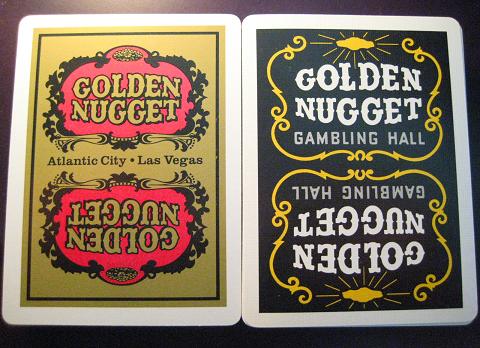 GOLDEN
NUGGET
Atlantic City • Las Vegas
GOLDEN
NUGGET
GOLDEN
NUGGET
GAMBLING HALL
GAMBLING HALL
GOLDEN
NUGGET